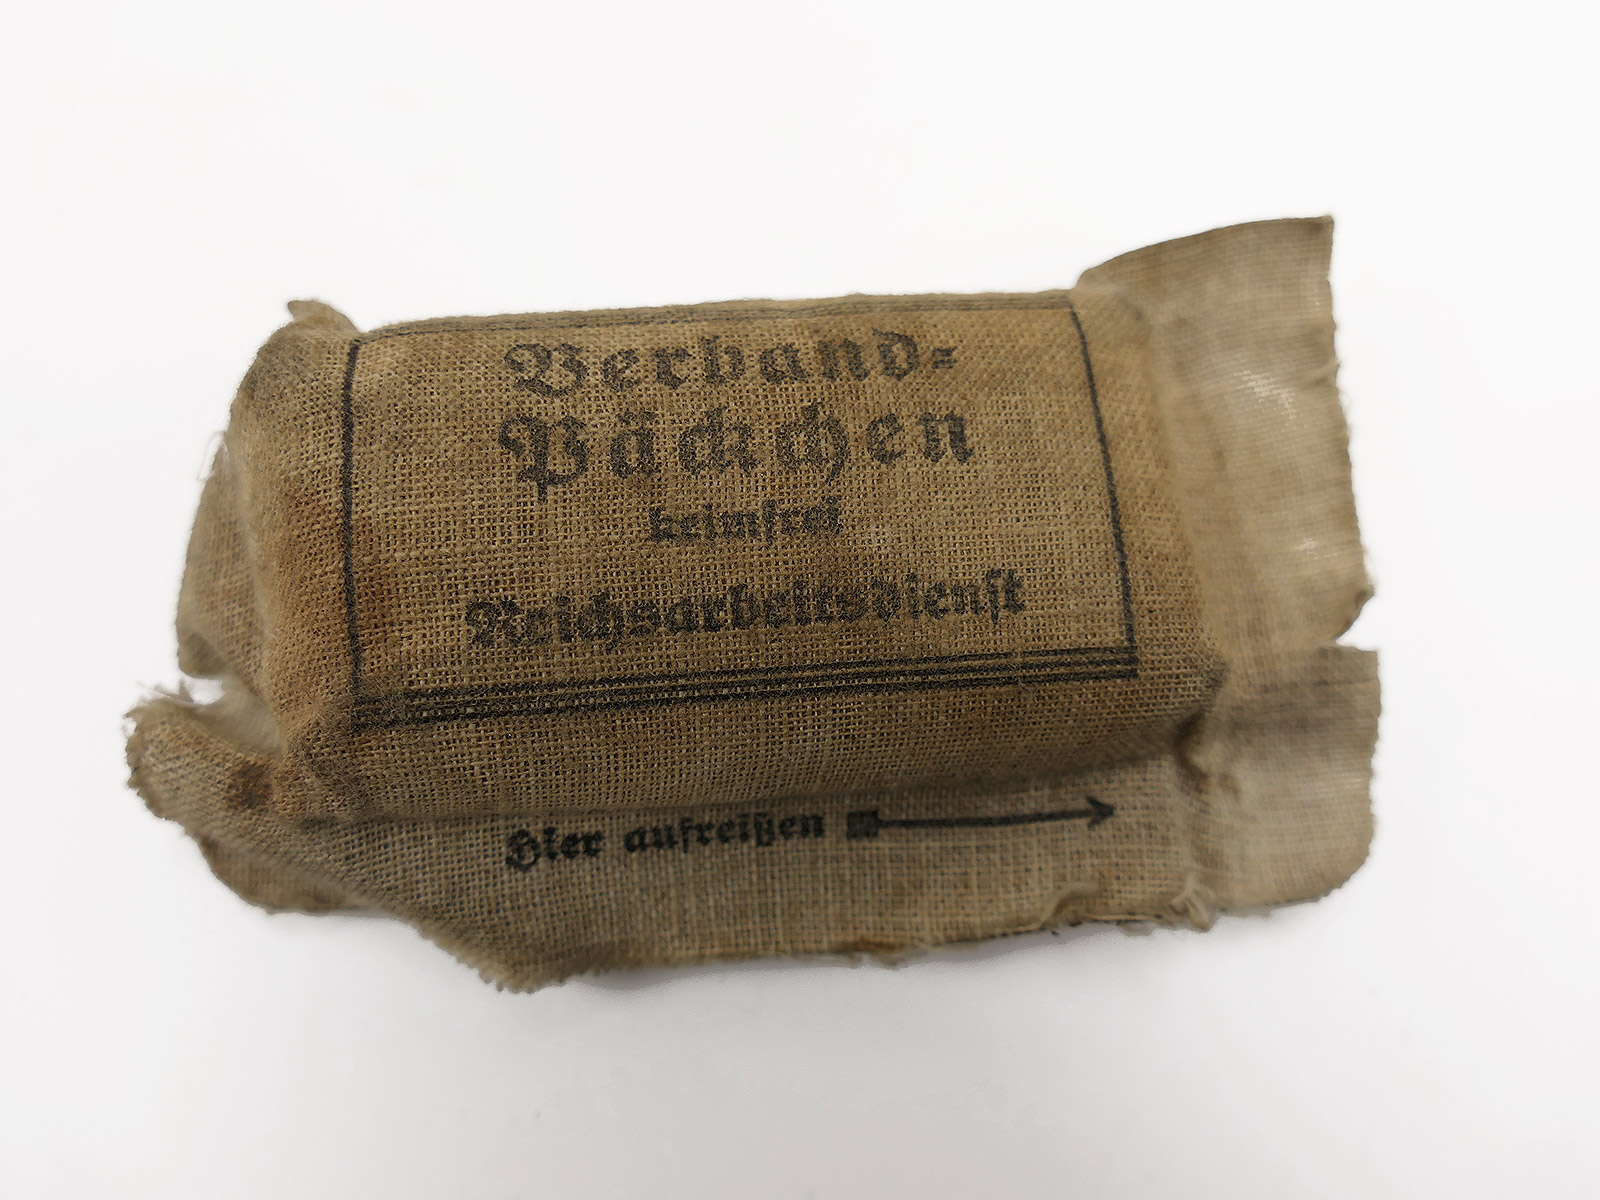 Verband-
Päckchen
keimfrei
Reichsarbeitsdienst
Hier aufreißen